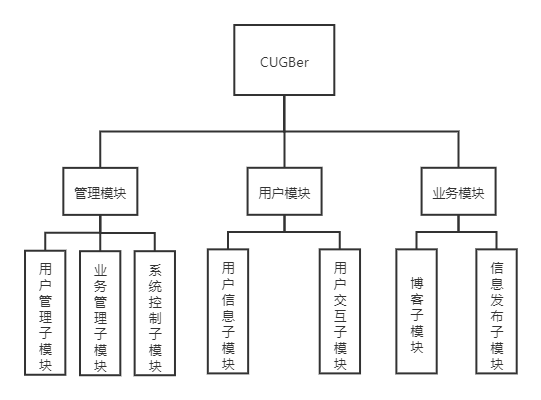 CUGBer
管理模块
用户模块
业务模块
用户管理子模块
业务管理子模块
系统控制子模块
用户信息子模块
用户交互子模块
博客子模块
信息发布子模块